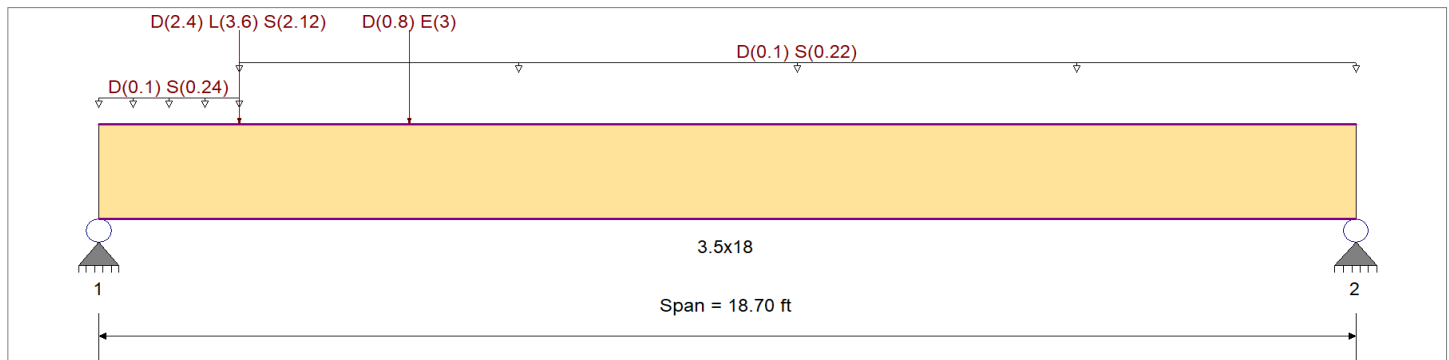 D(2.4) L(3.6) S(2.12) D(0.8) E(3)
D(0.1) S(0.22)
D(0.1) S(0.24)
3.5x18
1 2
Span = 18.70 ft